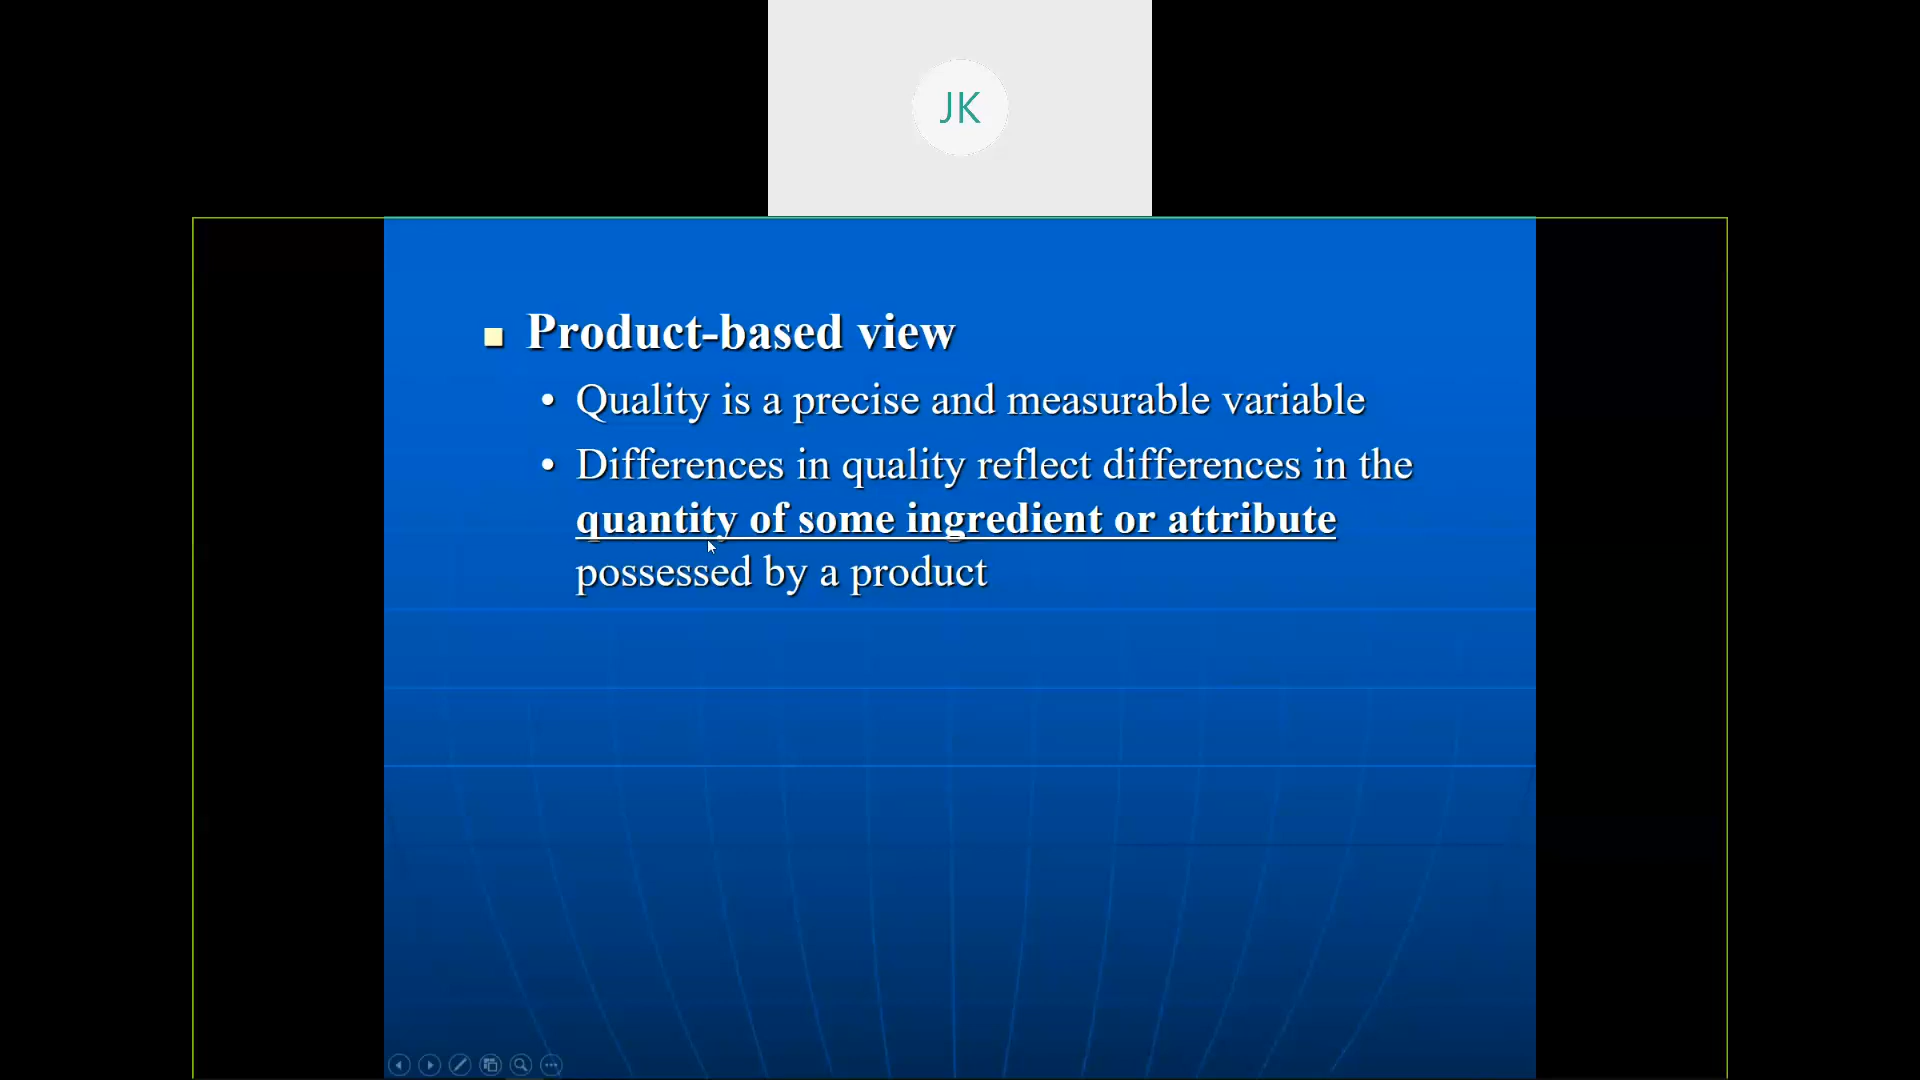 JK
Product-based view
• Quality is a precise and measurable variable
• Differences in quality reflect differences in the
quantity of some ingredient or attribute
possessed by a product